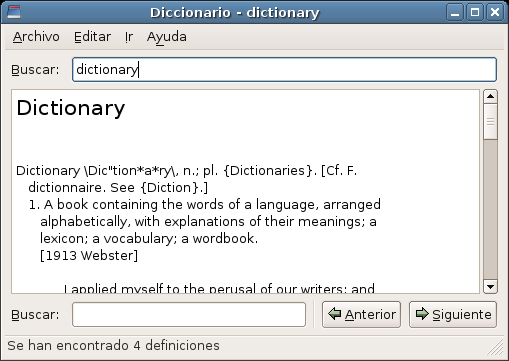 Diccionario - dictionary
Archivo Editar Ir Ayuda
Buscar: dictionary
Dictionary
Dictionary \Dic"tion*a*ry\, n.; pl. {Dictionaries}. [Cf. F.
dictionnaire. See {Diction}.]
1. A book containing the words of a language, arranged
alphabetically, with explanations of their meanings; a
lexicon; a vocabulary; a wordbook.
[1913 Webster]
I applied myself to the perusal of our writers; and
Buscar: Anterior Siguiente
Se han encontrado 4 definiciones